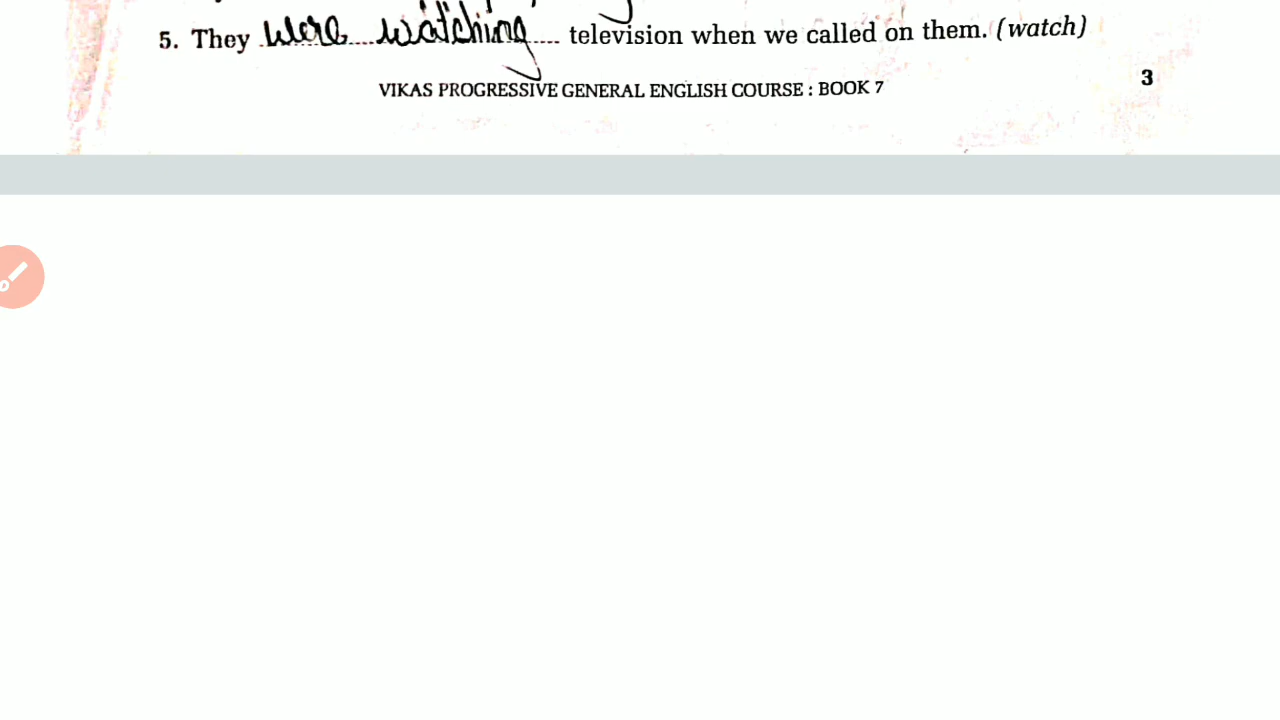 5. They were watching television when we called on them. (watch)
VIKAS PROGRESSIVE GENERAL ENGLISH COURSE : BOOK 7
3